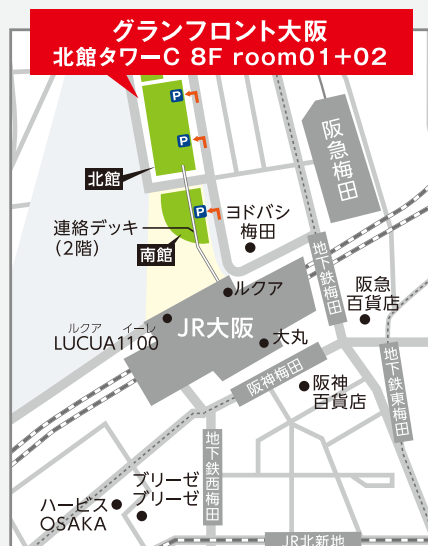 グランフロント大阪
北館タワーC 8F room01+02
P
P
阪急梅田
北館
P
ヨドバシ
梅田
連絡デッキ
(2階)
南館
地下鉄梅田
阪急
百貨店
ルクア
ルクア イーレ
LUCUA1100
JR大阪
大丸
阪神梅田
阪神
百貨店
地下鉄東梅田
地下鉄西梅田
ブリーゼ
ブリーゼ
ハービス
OSAKA
JR北新地